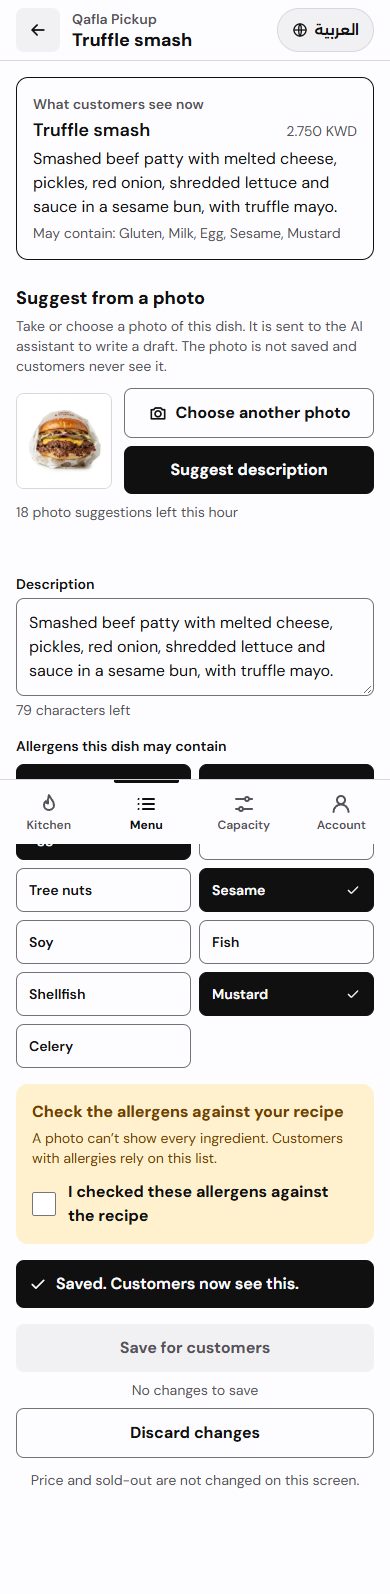 Qafla Pickup
Truffle smash
العربية
What customers see now
Truffle smash
2.750 KWD
Smashed beef patty with melted cheese,
pickles, red onion, shredded lettuce and
sauce in a sesame bun, with truffle mayo.
May contain: Gluten, Milk, Egg, Sesame, Mustard
Suggest from a photo
Take or choose a photo of this dish. It is sent to the AI
assistant to write a draft. The photo is not saved and
customers never see it.
Choose another photo
Suggest description
18 photo suggestions left this hour
Description
Smashed beef patty with melted cheese,
pickles, red onion, shredded lettuce and
sauce in a sesame bun, with truffle mayo.
79 characters left
Allergens this dish may contain
Kitchen
Menu
Capacity
Account
Tree nuts
Sesame
Soy
Fish
Shellfish
Mustard
Celery
Check the allergens against your recipe
A photo can't show every ingredient. Customers
with allergies rely on this list.
I checked these allergens against
the recipe
Saved. Customers now see this.
Save for customers
No changes to save
Discard changes
Price and sold-out are not changed on this screen.